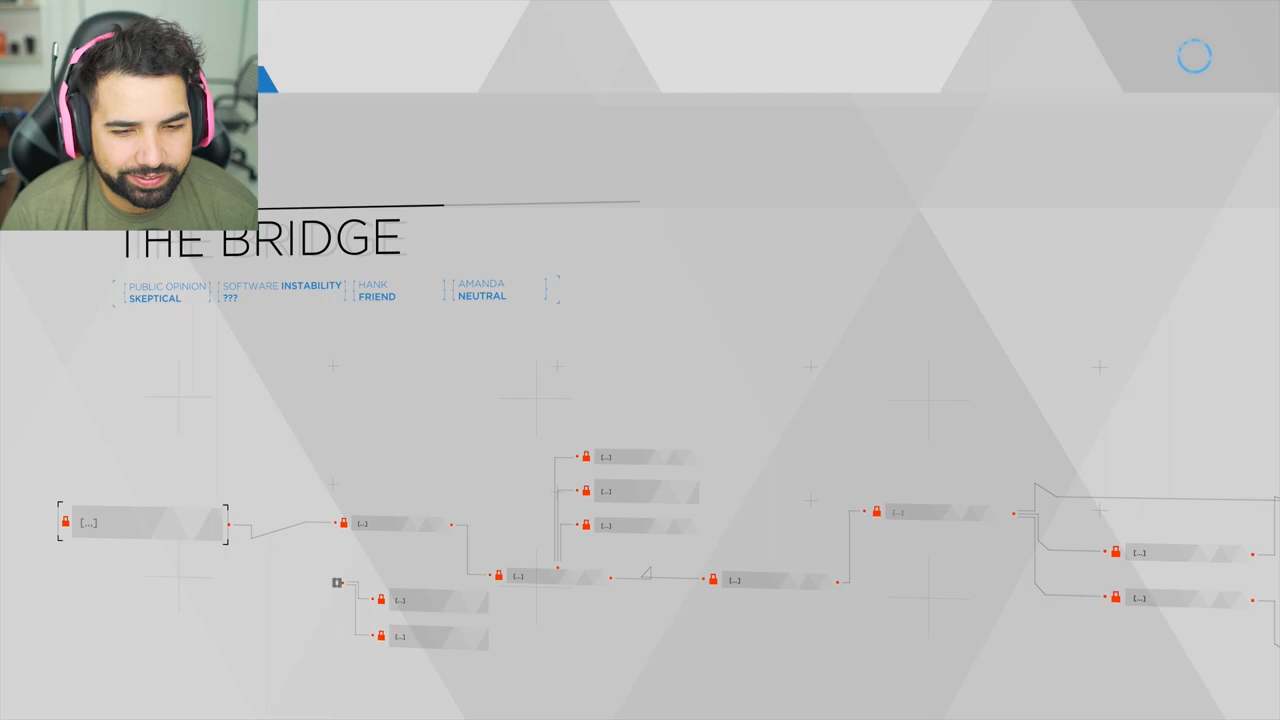 THE BRIDGE
PUBLIC OPINION
SKEPTICAL
SOFTWARE INSTABILITY
???
HANK
FRIEND
AMANDA
NEUTRAL
[...]
[...]
[...]
[...]
[...]
[...]
[...]
[...]
[...]
[...]
[...]
[...]